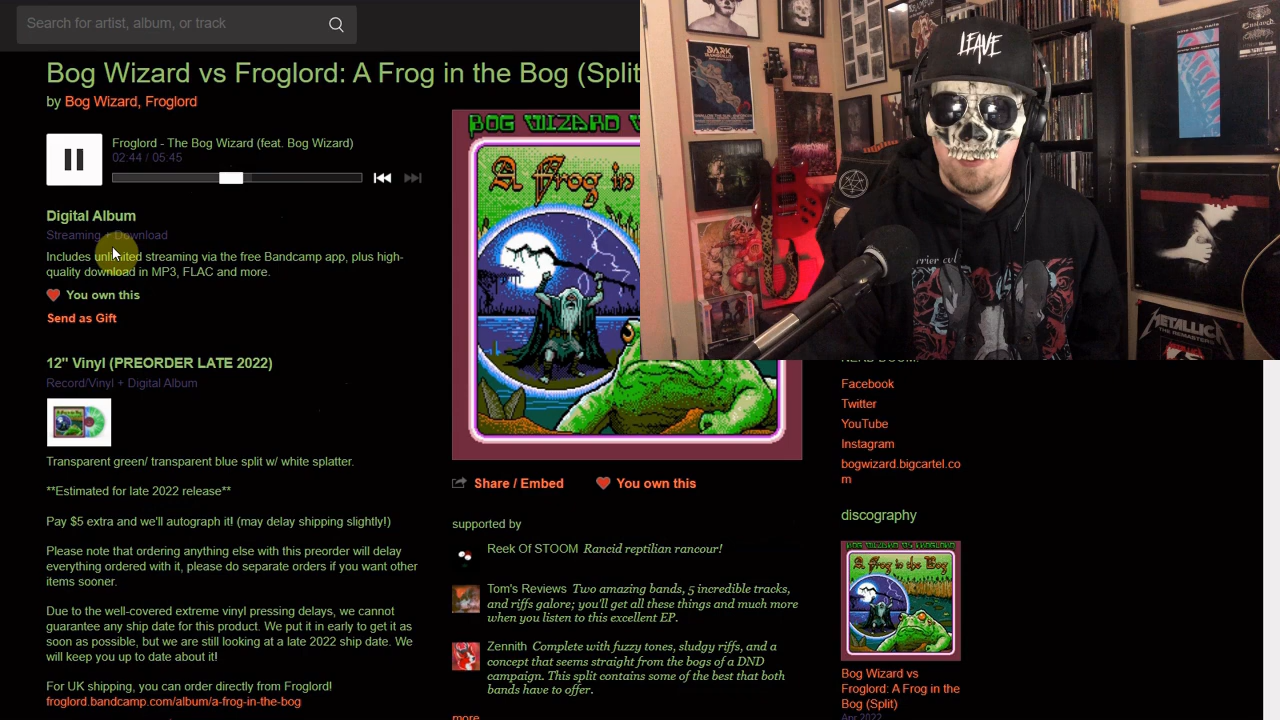 Search for artist, album, or track
Bog Wizard vs Froglord: A Frog in the Bog (Split
by Bog Wizard, Froglord
Froglord - The Bog Wizard (feat. Bog Wizard)
02:44 / 05:45
Digital Album
Streaming + Download
Includes unlimited streaming via the free Bandcamp app, plus high-
quality download in MP3, FLAC and more.
You own this
Send as Gift
12" Vinyl (PREORDER LATE 2022)
Record/Vinyl + Digital Album
Transparent green/ transparent blue split w/ white splatter.
**Estimated for late 2022 release**
Pay $5 extra and we'll autograph it! (may delay shipping slightly!)
Please note that ordering anything else with this preorder will delay
everything ordered with it, please do separate orders if you want other
items sooner.
Due to the well-covered extreme vinyl pressing delays, we cannot
guarantee any ship date for this product. We put it in early to get it as
soon as possible, but we are still looking at a late 2022 ship date. We
will keep you up to date about it!
For UK shipping, you can order directly from Froglord!
froglord.bandcamp.com/album/a-frog-in-the-bog
BOG WIZARD
A Frog in
Share / Embed
You own this
supported by
Reek Of STOOM Rancid reptilian rancour!
Tom's Reviews Two amazing bands, 5 incredible tracks,
and riffs galore; you'll get all these things and much more
when you listen to this excellent EP.
Zennith Complete with fuzzy tones, sludgy riffs, and a
concept that seems straight from the bogs of a DND
campaign. This split contains some of the best that both
bands have to offer.
more
LEAVE
DARK
TRANQUILLITY
METALLICA
THE REMASTERS
NERD DOOM!
Facebook
Twitter
YouTube
Instagram
bogwizard.bigcartel.co
m
discography
BOG WIZARD VS FROGLORD
A Frog in the Bog
Bog Wizard vs
Froglord: A Frog in the
Bog (Split)
Apr 2022